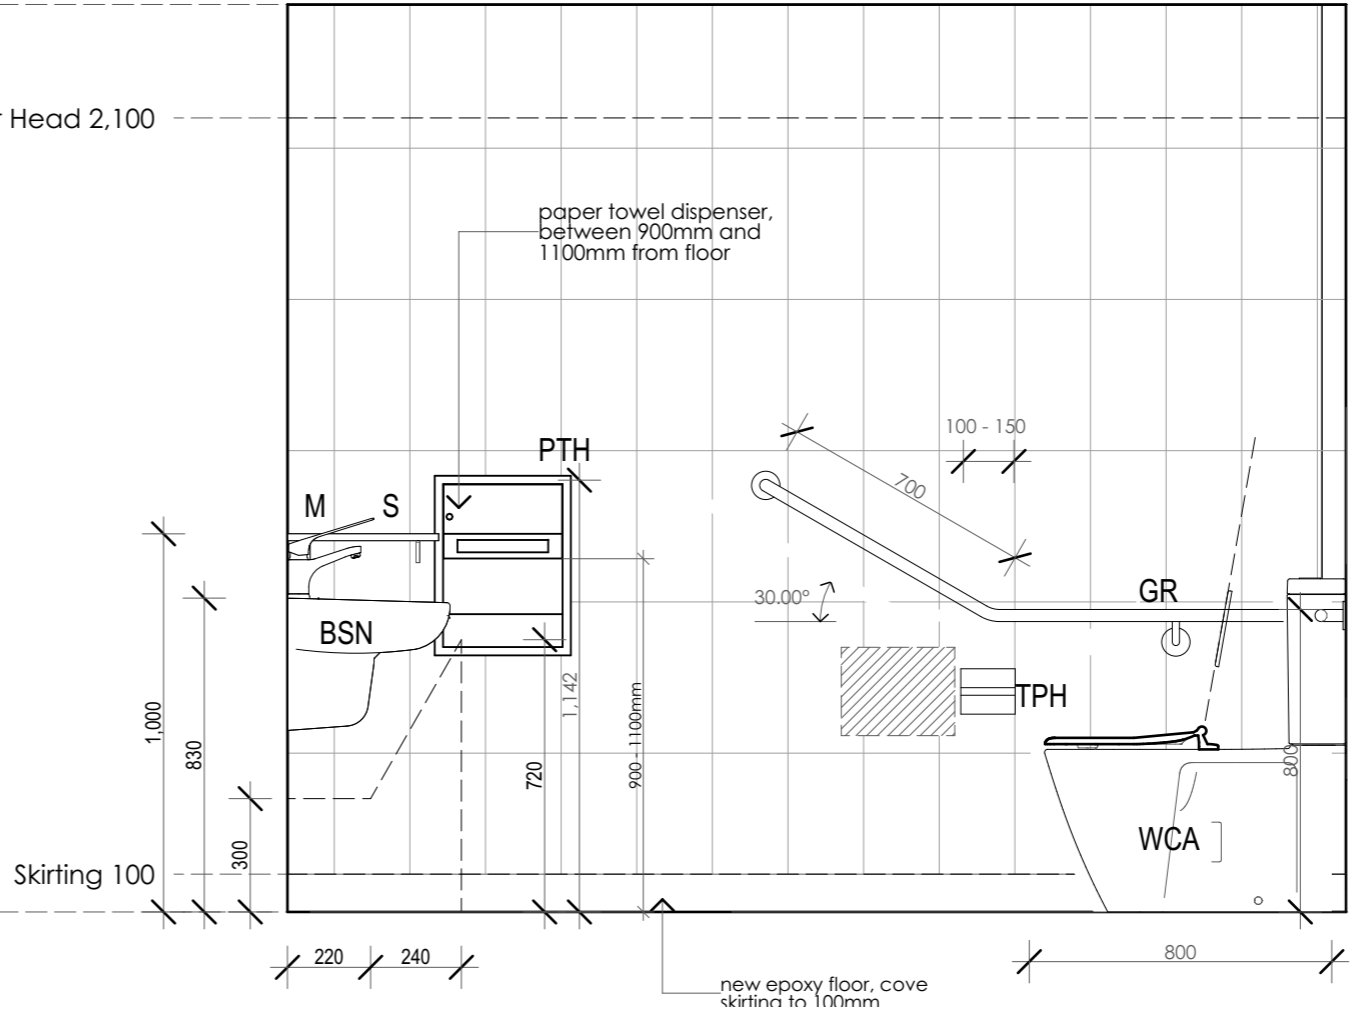 r Head 2,100
paper towel dispenser,
between 900mm and
1100mm from floor
PTH
100 - 150
700
M
S
30.00°
GR
BSN
TPH
1,000
830
300
720
1,142
900 - 1100mm
800
WCA
Skirting 100
220
240
800
new epoxy floor, cove
skirting to 100mm